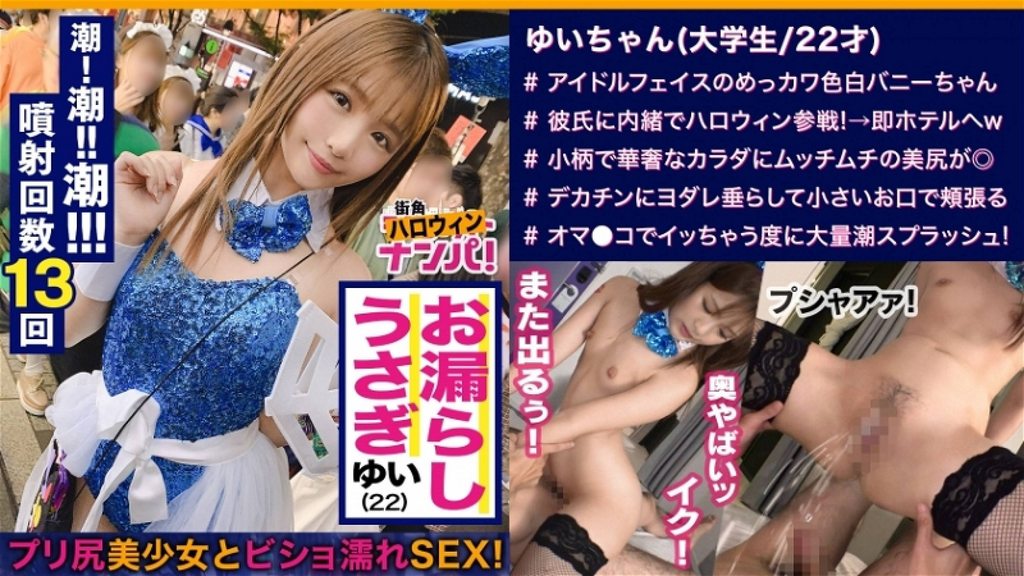 潮!潮!!潮!!!
噴射回数
13回
街角
ハロウィン
ナンパ!
お漏らし
うさぎ
ゆい
(22)
プリ尻美少女とビショ濡れSEX!
ゆいちゃん(大学生/22才)
# アイドルフェイスのめっカワ色白バニーちゃん
# 彼氏に内緒でハロウィン参戦!→即ホテルへw
# 小柄で華奢なカラダにムッチムチの美尻が◎
# デカチンにヨダレ垂らして小さいお口で頬張る
# オマ●コでイッちゃう度に大量潮スプラッシュ!
また出るぅ!
奥やばいッ
イク!
プシャアァ!